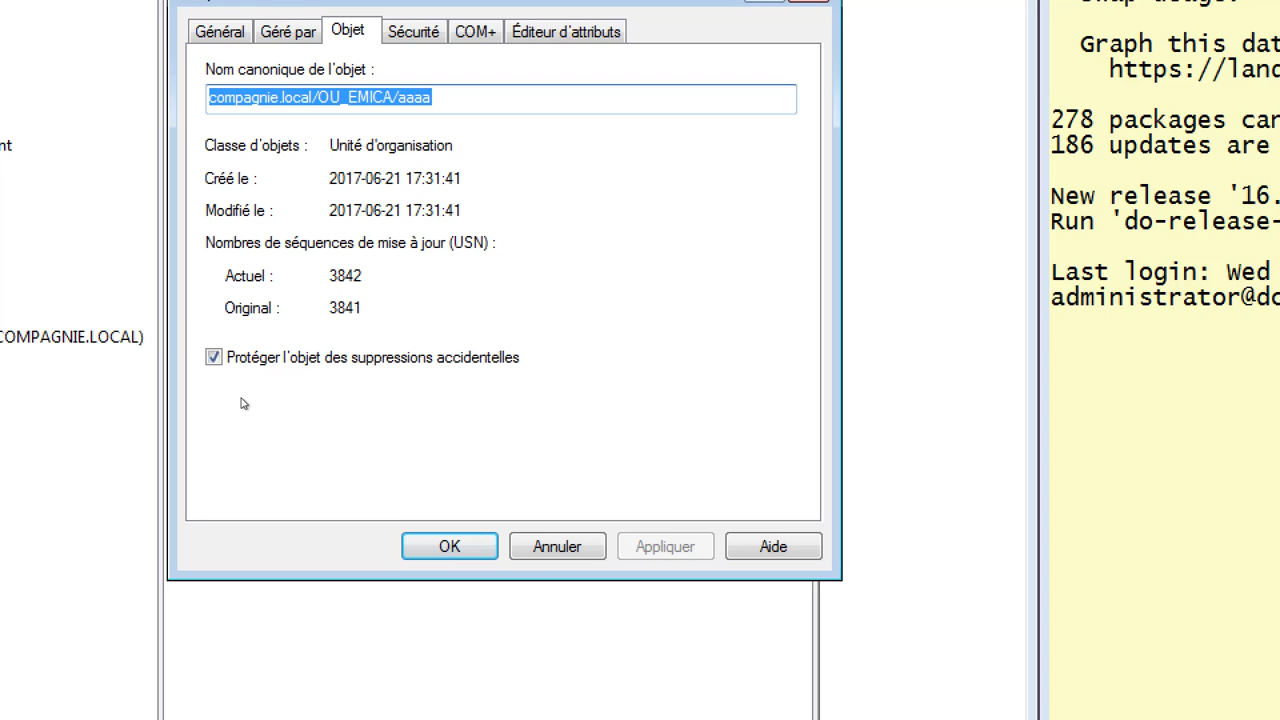 Général
Géré par
Objet
Sécurité
COM+
Éditeur d'attributs
Nom canonique de l'objet :
compagnie.local/OU_EMICA/aaaa
Classe d'objets : Unité d'organisation
Créé le : 2017-06-21 17:31:41
Modifié le : 2017-06-21 17:31:41
Nombres de séquences de mise à jour (USN) :
Actuel : 3842
Original : 3841
Protéger l'objet des suppressions accidentelles
OK
Annuler
Appliquer
Aide
nt
COMPAGNIE.LOCAL)
Graph this dat
https://land
278 packages can
186 updates are
New release '16.
Run 'do-release-
Last login: Wed
administrator@do